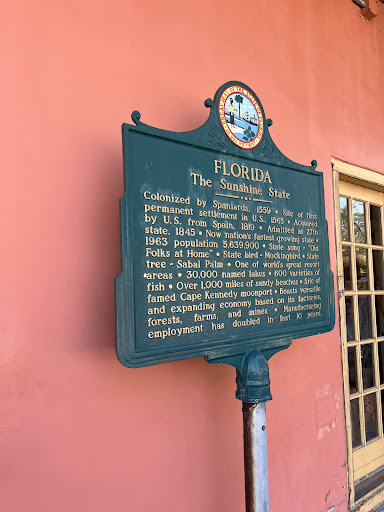 FLORIDA
The Sunshine State
Colonized by Spaniards, 1559 • Site of first
permanent settlement in U.S., 1565 • Acquired
by U.S. from Spain, 1819 • Admitted as 27th
state, 1845 • Now nation's fastest growing state •
1963 population 5,639,900 • State song - "Old
Folks at Home" • State bird - Mockingbird • State
tree - Sabal Palm • One of world's great resort
areas • 30,000 named lakes • 600 varieties of
fish • Over 1,000 miles of sandy beaches • Site of
famed Cape Kennedy moonport • Boasts versatile
and expanding economy based on its factories,
forests, farms, and mines • Manufacturing
employment has doubled in last 10 years.